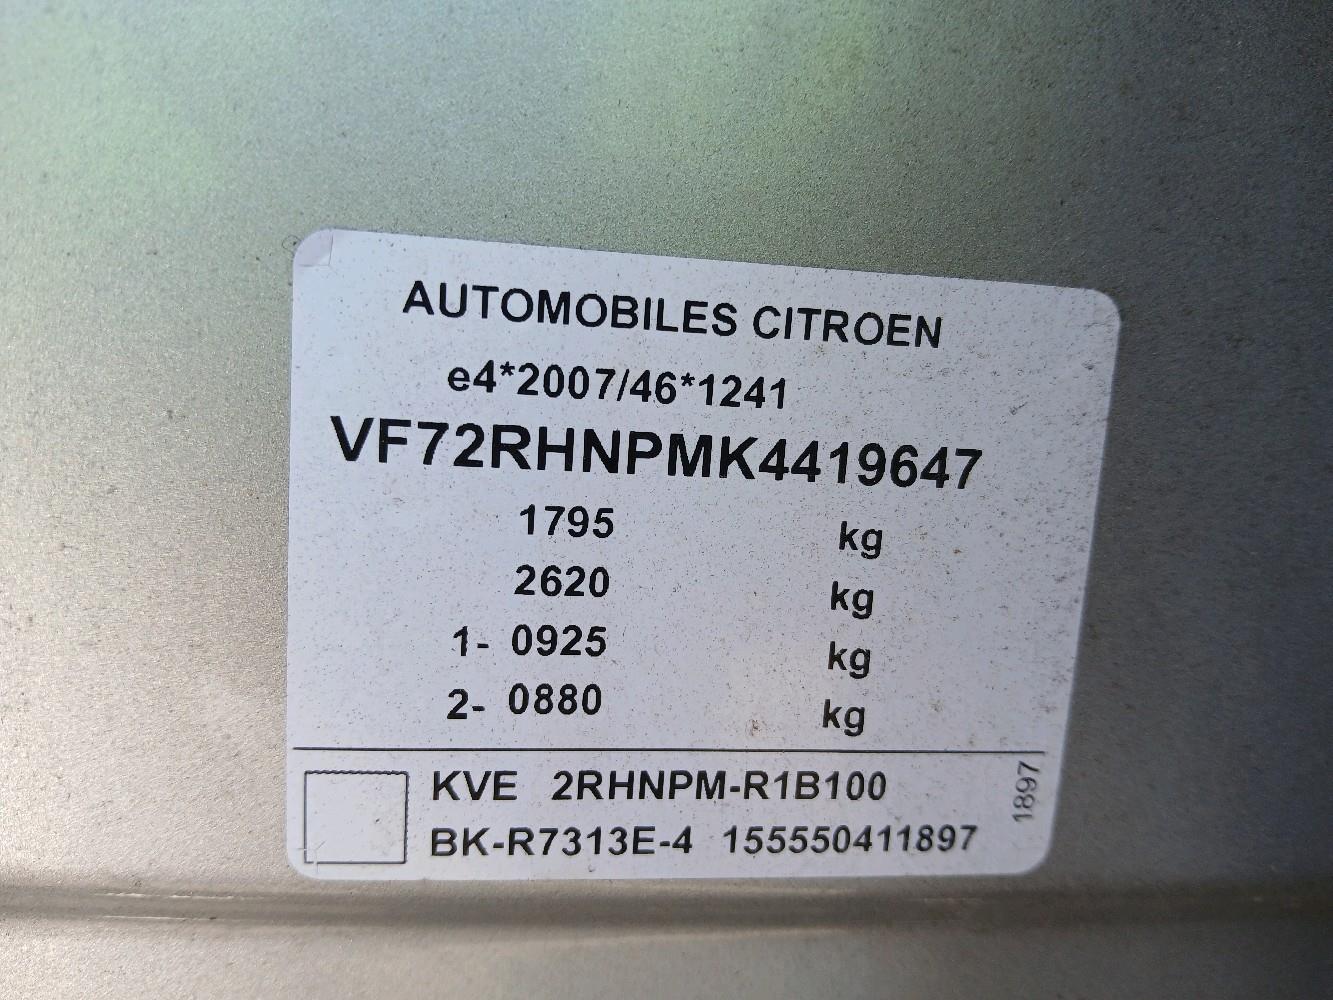 AUTOMOBILES CITROEN
e4*2007/46*1241
VF72RHNPMK4419647
1795 kg
2620 kg
1- 0925 kg
2- 0880 kg
KVE 2RHNPM-R1B100
BK-R7313E-4 155550411897
1897